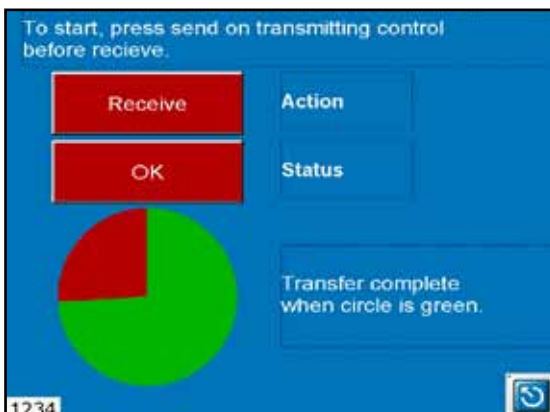 To start, press send on transmitting control
before recieve.
Receive
Action
OK
Status
Transfer complete
when circle is green.
1234